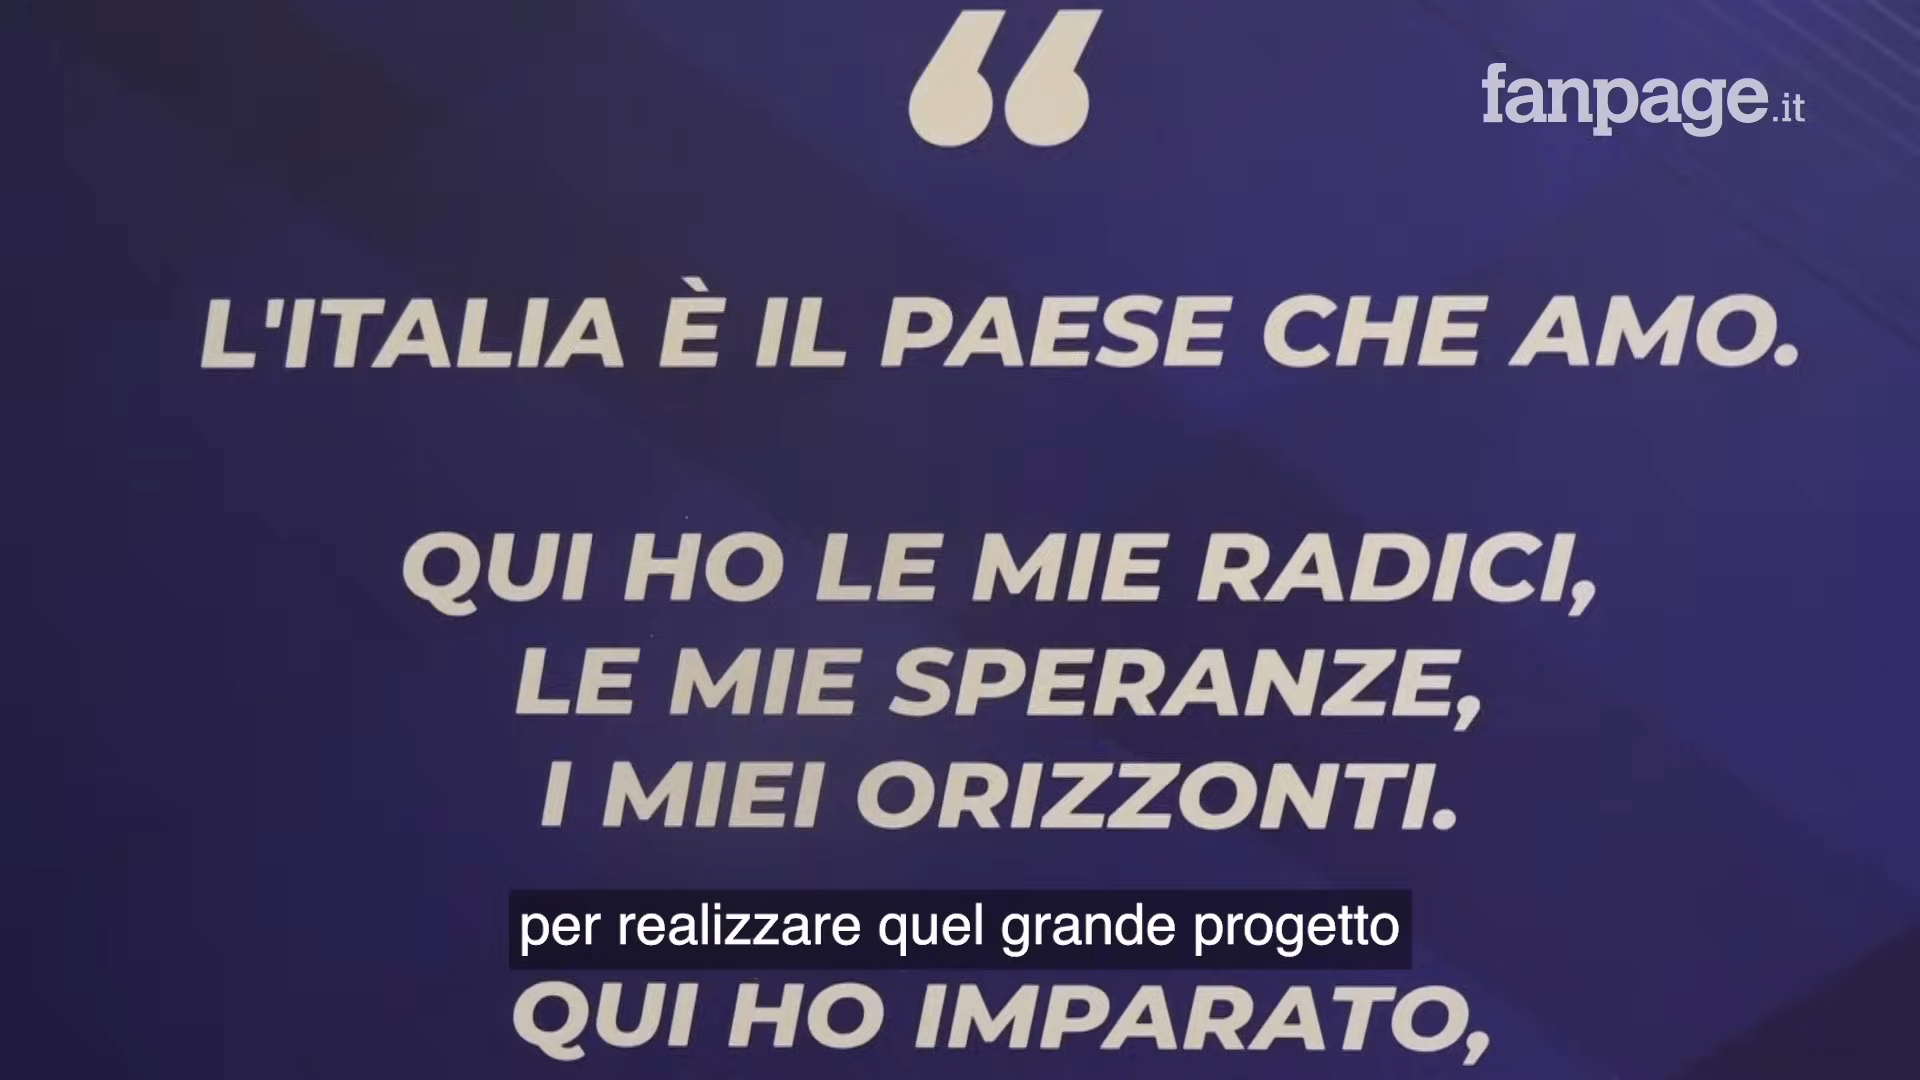 “
fanpage.it
L'ITALIA È IL PAESE CHE AMO.
QUI HO LE MIE RADICI,
LE MIE SPERANZE,
I MIEI ORIZZONTI.
per realizzare quel grande progetto
QUI HO IMPARATO,